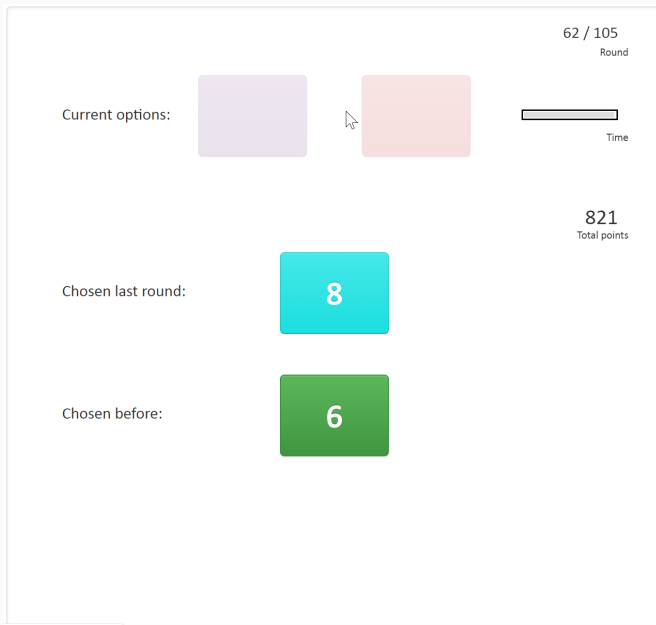 62 / 105
Round
Current options:
Time
821
Total points
Chosen last round:
8
Chosen before:
6